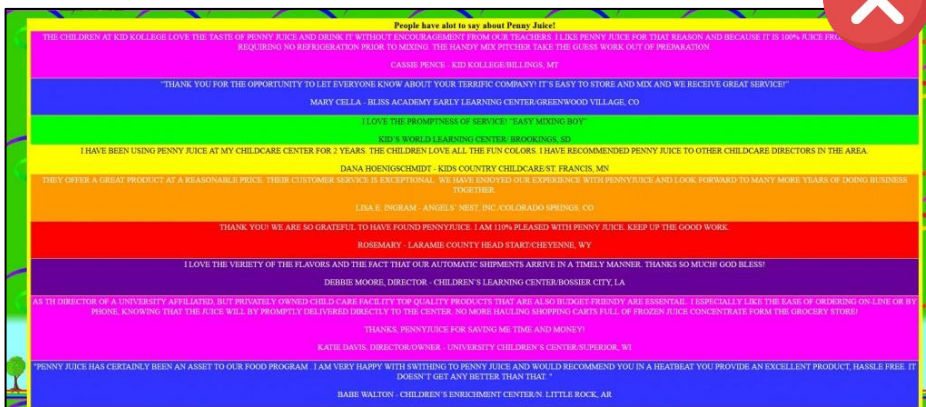 People have alot to say about Penny Juice!
THE CHILDREN AT KID KOLLEGE LOVE THE TASTE OF PENNY JUICE AND DRINK IT WITHOUT ENCOURAGEMENT FROM OUR TEACHERS. I LIKE PENNY JUICE FOR THAT REASON AND BECAUSE IT IS 100% JUICE
REQUIRING NO REFRIGERATION PRIOR TO MIXING. THE HANDY MIX PITCHER TAKE THE GUESS WORK OUT OF PREPARATION
CASSIE PENCE - KID KOLLEGE/BILLINGS, MT
"THANK YOU FOR THE OPPORTUNITY TO LET EVERYONE KNOW ABOUT YOUR TERRIFIC COMPANY! IT'S EASY TO STORE AND MIX AND WE RECEIVE GREAT SERVICE!"
MARY CELLA - BLISS ACADEMY EARLY LEARNING CENTER/GREENWOOD VILLAGE, CO
I LOVE THE PROMPTNESS OF SERVICE! "EASY MIXING BOY"
KID'S WORLD LEARNING CENTER/ BROOKINGS, SD
I HAVE BEEN USING PENNY JUICE AT MY CHILDCARE CENTER FOR 2 YEARS. THE CHILDREN LOVE ALL THE FUN COLORS. I HAVE RECOMMENDED PENNY JUICE TO OTHER CHILDCARE DIRECTORS IN THE AREA.
DANA HOENIGSCHMIDT - KIDS COUNTRY CHILDCARE/ST. FRANCIS, MN
THEY OFFER A GREAT PRODUCT AT A REASONABLE PRICE. THEIR CUSTOMER SERVICE IS EXCEPTIONAL. WE HAVE ENJOYED OUR EXPERIENCE WITH PENNYJUICE AND LOOK FORWARD TO MANY MORE YEARS OF DOING BUSINESS
TOGETHER.
LISA E. INGRAM - ANGELS' NEST, INC./COLORADO SPRINGS, CO
THANK YOU! WE ARE SO GRATEFUL TO HAVE FOUND PENNYJUICE. I AM 110% PLEASED WITH PENNY JUICE. KEEP UP THE GOOD WORK.
ROSEMARY - LARAMIE COUNTY HEAD START/CHEYENNE, WY
I LOVE THE VERIETY OF THE FLAVORS AND THE FACT THAT OUR AUTOMATIC SHIPMENTS ARRIVE IN A TIMELY MANNER. THANKS SO MUCH! GOD BLESS!
DEBBIE MOORE, DIRECTOR - CHILDREN'S LEARNING CENTER/BOSSIER CITY, LA
AS TH DIRECTOR OF A UNIVERSITY AFFILIATED, BUT PRIVATELY OWNED CHILD CARE FACILITY TOP QUALITY PRODUCTS THAT ARE ALSO BUDGET-FRIENDLY ARE ESSENTAIL. I ESPECIALLY LIKE THE EASE OF ORDERING ON-LINE OR BY
PHONE, KNOWING THAT THE JUICE WILL BY PROMPTLY DELIVERED DIRECTLY TO THE CENTER. NO MORE HAULING SHOPPING CARTS FULL OF FROZEN JUICE CONCENTRATE FORM THE GROCERY STORE!
THANKS, PENNYJUICE FOR SAVING ME TIME AND MONEY!
KATIE DAVIS, DIRECTOR/OWNER - UNIVERSITY CHILDREN'S CENTER/SUPERIOR, WI
"PENNY JUICE HAS CERTAINLY BEEN AN ASSET TO OUR FOOD PROGRAM . I AM VERY HAPPY WITH SWITHING TO PENNY JUICE AND WOULD RECOMMEND YOU IN A HEATBEAT YOU PROVIDE AN EXCELLENT PRODUCT, HASSLE FREE. IT
DOESN'T GET ANY BETTER THAN THAT. "
BABE WALTON - CHILDREN'S ENRICHMENT CENTER/N. LITTLE ROCK, AR